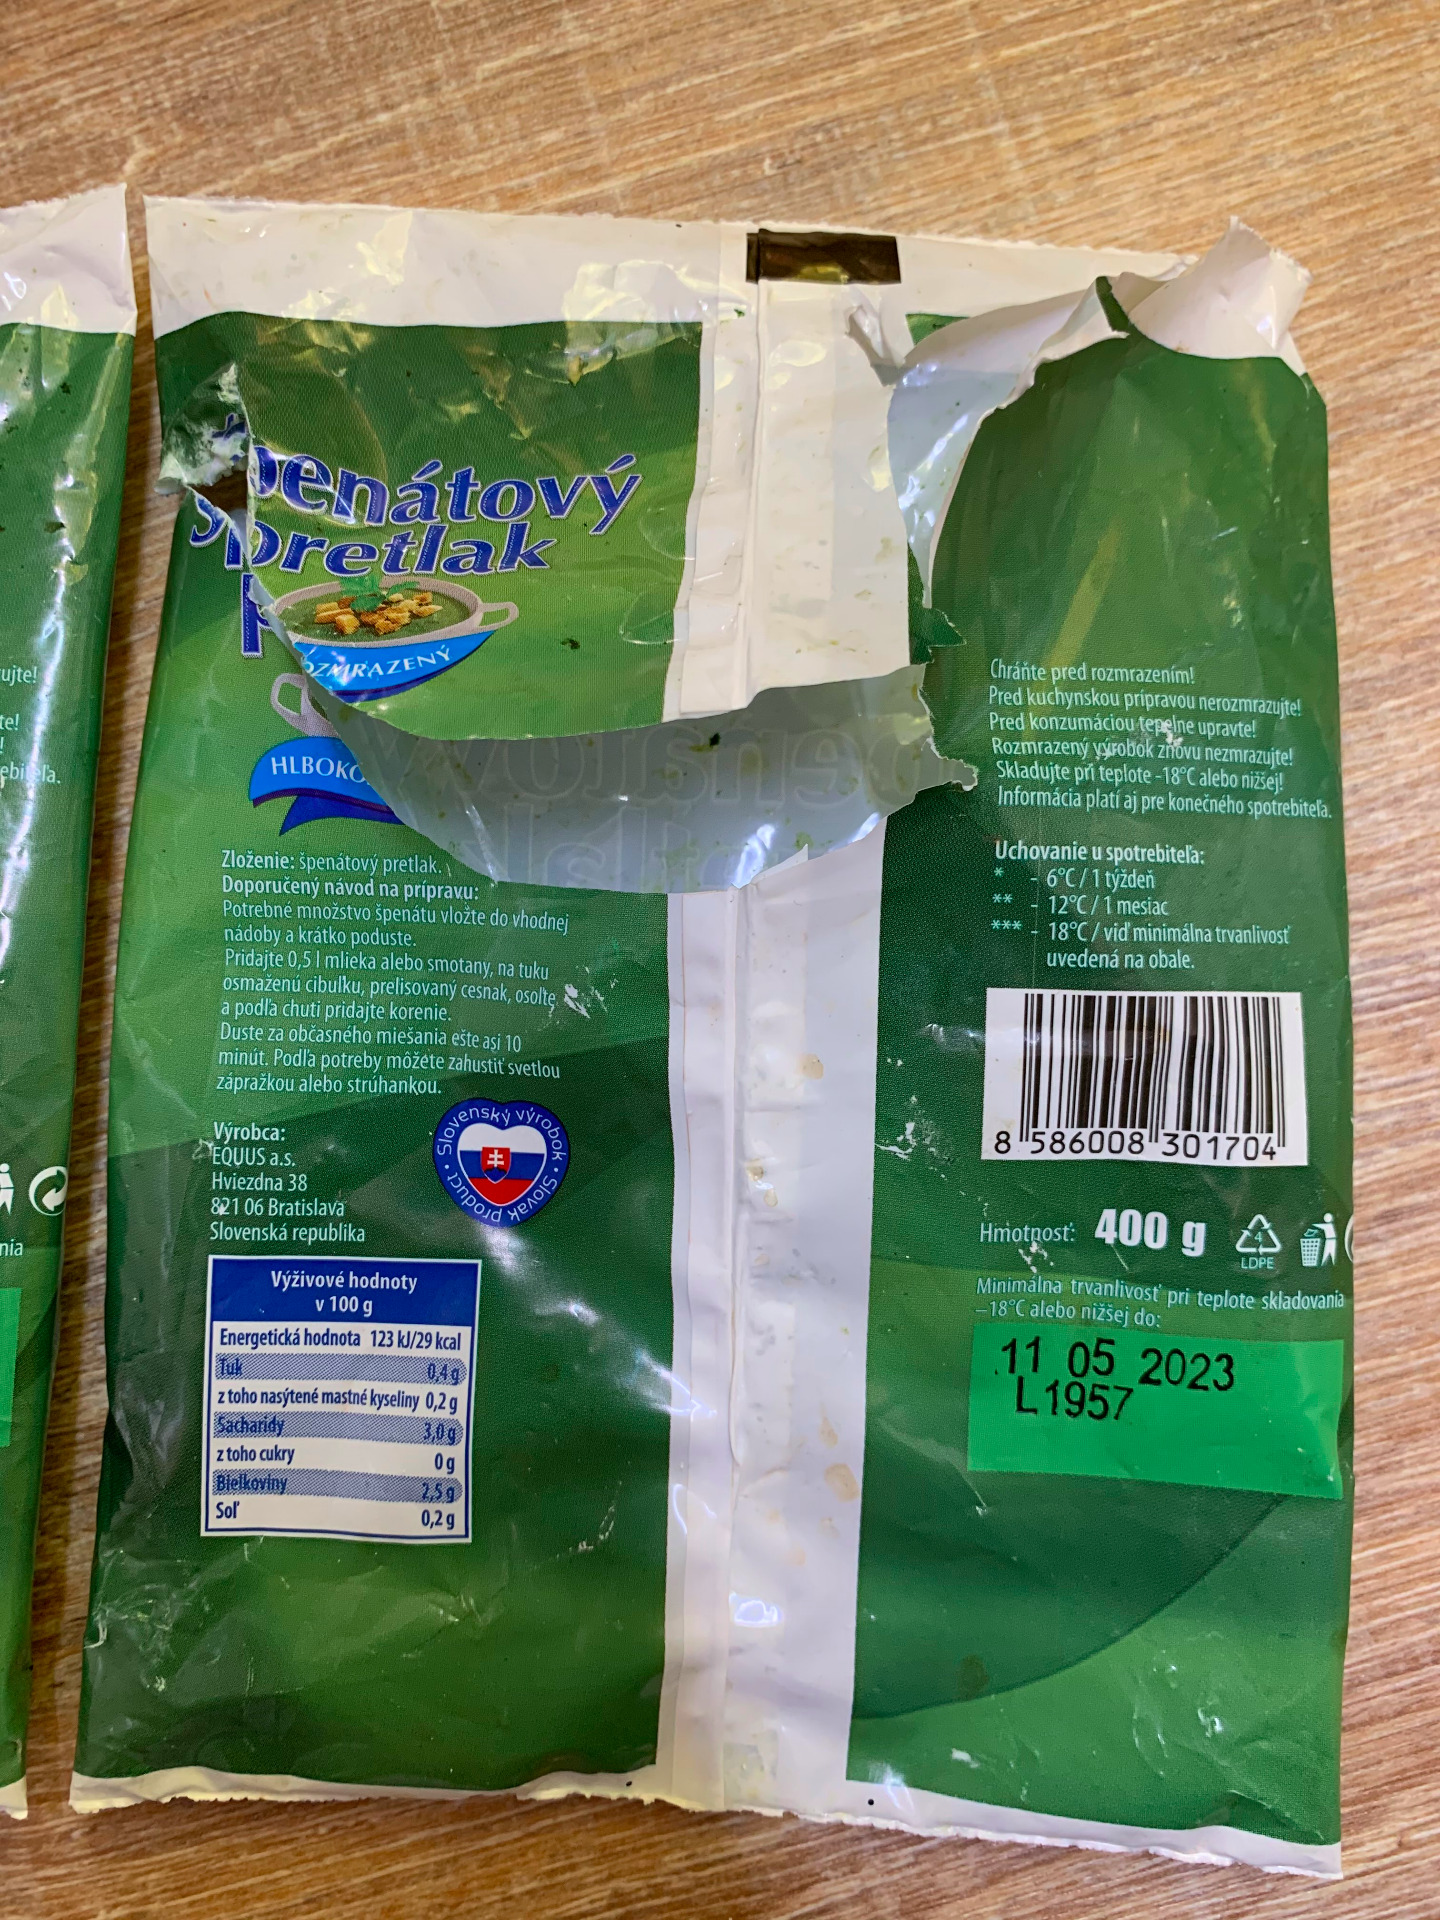 Špenátový
pretlak
OZMRAZENÝ
HLBOKO
Zloženie: špenátový pretlak.
Doporučený návod na prípravu:
Potrebné množstvo špenátu vložte do vhodnej
nádoby a krátko poduste.
Pridajte 0,5 l mlieka alebo smotany, na tuku
osmaženú cibuľku, prelisovaný cesnak, osoľte
a podľa chuti pridajte korenie.
Duste za občasného miešania ešte asi 10
minút. Podľa potreby môžete zahustiť svetlou
zápražkou alebo strúhankou.
Výrobca:
EQUUS a.s.
Hviezdna 38
821 06 Bratislava
Slovenská republika
Slovenský výrobok • Slovak product •
Výživové hodnoty
v 100 g
Energetická hodnota 123 kJ/29 kcal
Tuk 0,4 g
z toho nasýtené mastné kyseliny 0,2 g
Sacharidy 3,0 g
z toho cukry 0 g
Bielkoviny 2,5 g
Soľ 0,2 g
Chráňte pred rozmrazením!
Pred kuchynskou prípravou nerozmrazujte!
Pred konzumáciou tepelne upravte!
Rozmrazený výrobok znovu nezmrazujte!
Skladujte pri teplote -18°C alebo nižšej!
Informácia platí aj pre konečného spotrebiteľa.
Uchovanie u spotrebiteľa:
* - 6°C / 1 týždeň
** - 12°C / 1 mesiac
*** - 18°C / viď minimálna trvanlivosť
uvedená na obale.
8 586008 301704
Hmotnosť: 400 g
4
LDPE
Minimálna trvanlivosť pri teplote skladovania
–18°C alebo nižšej do:
11 05 2023
L1957
ujte!
te!
!
ebiteľa.
nia